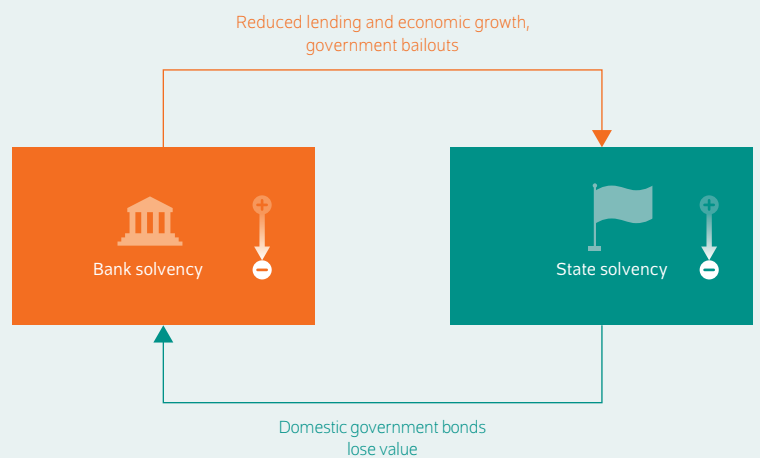 Reduced lending and economic growth,
government bailouts
Bank solvency
State solvency
Domestic government bonds
lose value